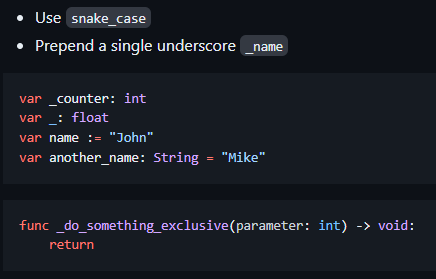 • Use snake_case
• Prepend a single underscore _name
var _counter: int
var _: float
var name := "John"
var another_name: String = "Mike"
func _do_something_exclusive(parameter: int) -> void:
    return